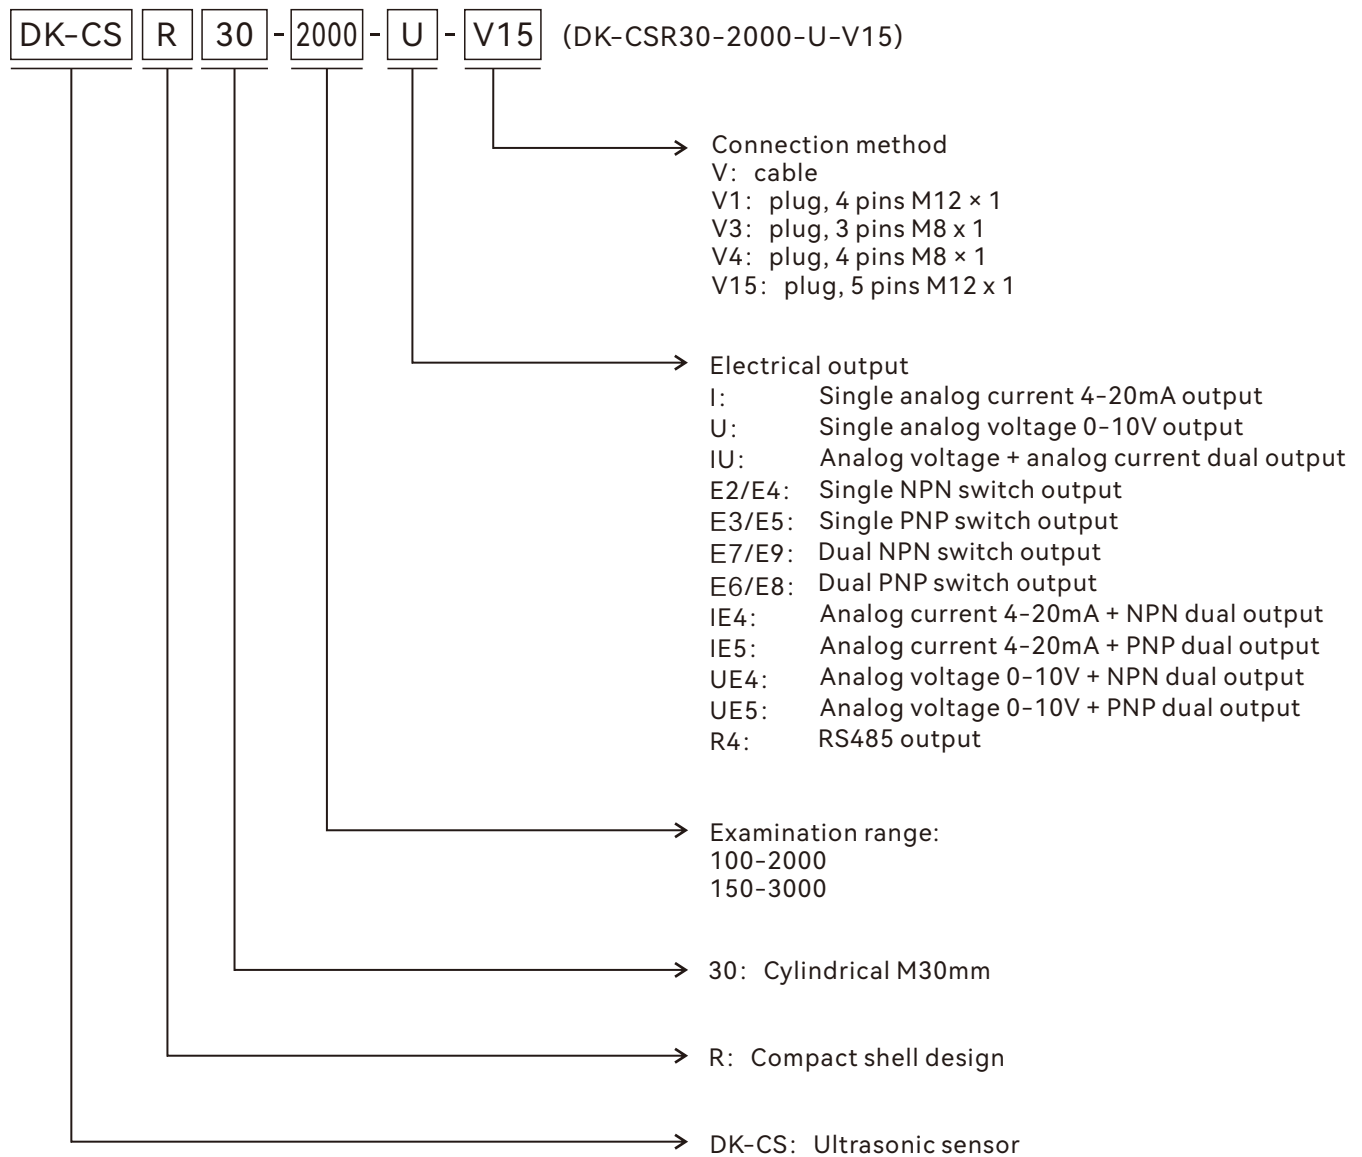 DK-CS R 30 - 2000 - U - V15 (DK-CSR30-2000-U-V15)
Connection method
V: cable
V1: plug, 4 pins M12 × 1
V3: plug, 3 pins M8 x 1
V4: plug, 4 pins M8 × 1
V15: plug, 5 pins M12 x 1
Electrical output
I: Single analog current 4-20mA output
U: Single analog voltage 0-10V output
IU: Analog voltage + analog current dual output
E2/E4: Single NPN switch output
E3/E5: Single PNP switch output
E7/E9: Dual NPN switch output
E6/E8: Dual PNP switch output
IE4: Analog current 4-20mA + NPN dual output
IE5: Analog current 4-20mA + PNP dual output
UE4: Analog voltage 0-10V + NPN dual output
UE5: Analog voltage 0-10V + PNP dual output
R4: RS485 output
Examination range:
100-2000
150-3000
30: Cylindrical M30mm
R: Compact shell design
DK-CS: Ultrasonic sensor